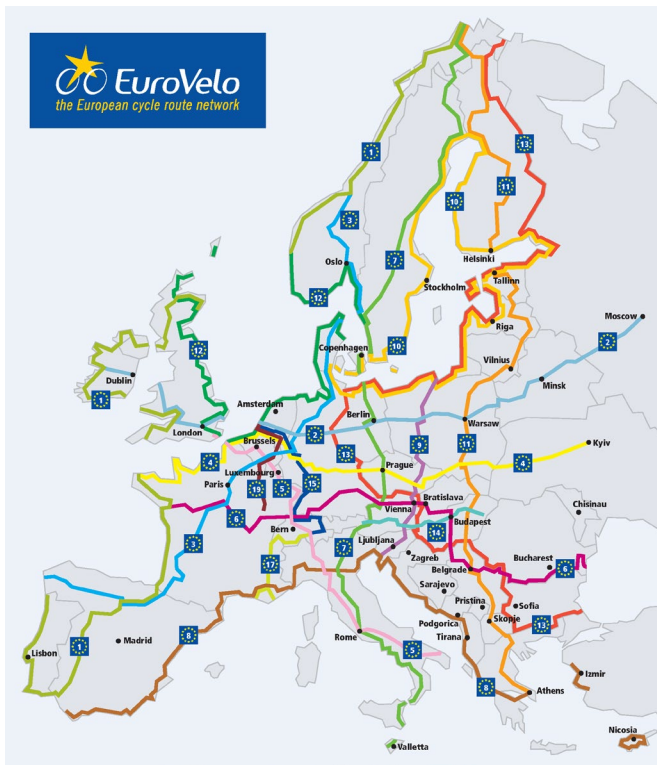 EuroVelo
the European cycle route network
1
13
11
10
3
7
Oslo
Helsinki
12
Stockholm
Tallinn
Moscow
Riga
2
12
10
Copenhagen
Vilnius
Dublin
Minsk
1
Amsterdam
London
Berlin
Warsaw
2
Brussels
9
11
Kyiv
4
13
Prague
4
Luxembourg
Paris
19
5
15
Bratislava
Vienna
Chisinau
6
Budapest
Bern
14
3
7
Ljubljana
Zagreb
17
Belgrade
Bucharest
6
Sarajevo
Pristina
Sofia
Podgorica
Skopje
13
Madrid
8
Rome
Tirana
Lisbon
1
5
Izmir
8
Athens
Nicosia
Valletta